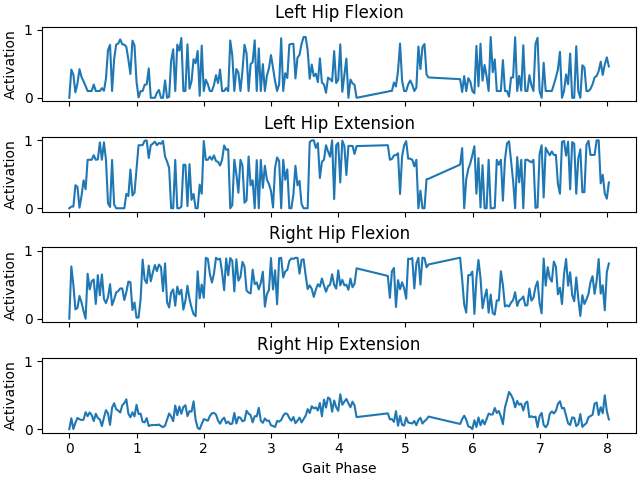 Left Hip Flexion
1
0
Activation
Left Hip Extension
1
0
Activation
Right Hip Flexion
1
0
Activation
Right Hip Extension
1
0
Activation
0 1 2 3 4 5 6 7 8
Gait Phase